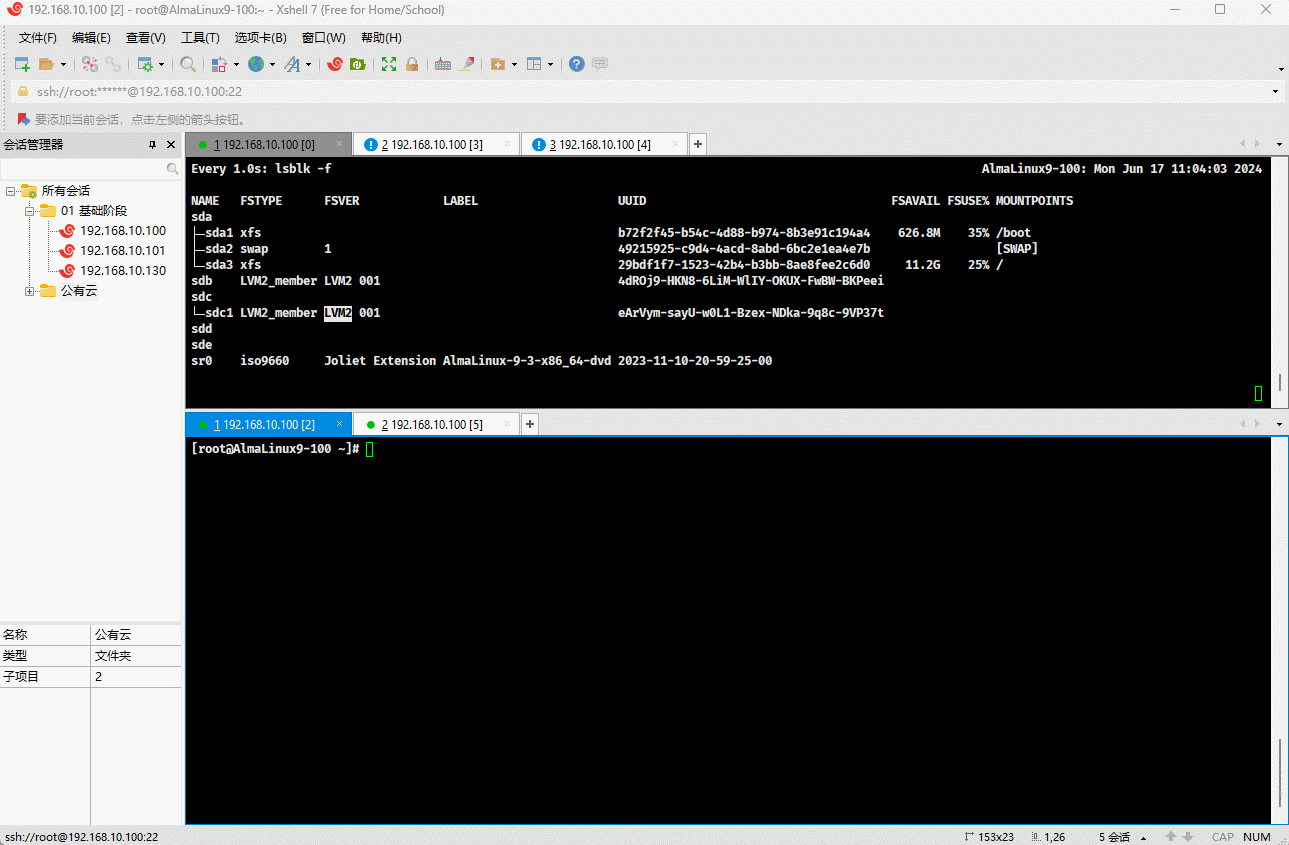 192.168.10.100 [2] - root@AlmaLinux9-100:~ - Xshell 7 (Free for Home/School)
文件(F) 编辑(E) 查看(V) 工具(T) 选项卡(B) 窗口(W) 帮助(H)
ssh://root:******@192.168.10.100:22
要添加当前会话，点击左侧的箭头按钮。
会话管理器
所有会话
01 基础阶段
192.168.10.100
192.168.10.101
192.168.10.130
公有云
名称 公有云
类型 文件夹
子项目 2
1 192.168.10.100 [0] 2 192.168.10.100 [3] 3 192.168.10.100 [4]
Every 1.0s: lsblk -f AlmaLinux9-100: Mon Jun 17 11:04:03 2024
NAME FSTYPE FSVER LABEL UUID FSAVAIL FSUSE% MOUNTPOINTS
sda
├─sda1 xfs b72f2f45-b54c-4d88-b974-8b3e91c194a4 626.8M 35% /boot
├─sda2 swap 1 49215925-c9d4-4acd-8abd-6bc2e1ea4e7b [SWAP]
└─sda3 xfs 29bdf1f7-1523-42b4-b3bb-8ae8fee2c6d0 11.2G 25% /
sdb LVM2_member LVM2 001 4dROj9-HKN8-6LiM-WlIY-OKUX-FwBW-BKPeei
sdc
└─sdc1 LVM2_member LVM2 001 eArVym-sayU-w0L1-Bzex-NDka-9q8c-9VP37t
sdd
sde
sr0 iso9660 Joliet Extension AlmaLinux-9-3-x86_64-dvd 2023-11-10-20-59-25-00
1 192.168.10.100 [2] 2 192.168.10.100 [5]
[root@AlmaLinux9-100 ~]#
ssh://root@192.168.10.100:22 153x23 1,26 5 会话 CAP NUM